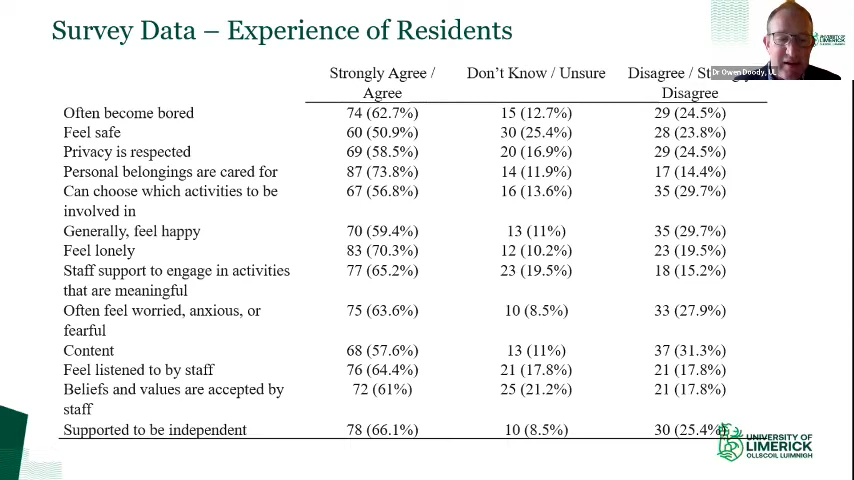 Survey Data – Experience of Residents
UNIVERSITY OF
LIMERICK
Dr Owen Doody, UL
Strongly Agree / Don't Know / Unsure Disagree / Strongly
Agree Disagree
Often become bored 74 (62.7%) 15 (12.7%) 29 (24.5%)
Feel safe 60 (50.9%) 30 (25.4%) 28 (23.8%)
Privacy is respected 69 (58.5%) 20 (16.9%) 29 (24.5%)
Personal belongings are cared for 87 (73.8%) 14 (11.9%) 17 (14.4%)
Can choose which activities to be 67 (56.8%) 16 (13.6%) 35 (29.7%)
involved in
Generally, feel happy 70 (59.4%) 13 (11%) 35 (29.7%)
Feel lonely 83 (70.3%) 12 (10.2%) 23 (19.5%)
Staff support to engage in activities 77 (65.2%) 23 (19.5%) 18 (15.2%)
that are meaningful
Often feel worried, anxious, or 75 (63.6%) 10 (8.5%) 33 (27.9%)
fearful
Content 68 (57.6%) 13 (11%) 37 (31.3%)
Feel listened to by staff 76 (64.4%) 21 (17.8%) 21 (17.8%)
Beliefs and values are accepted by 72 (61%) 25 (21.2%) 21 (17.8%)
staff
Supported to be independent 78 (66.1%) 10 (8.5%) 30 (25.4%)
UNIVERSITY OF
LIMERICK
OLLSCOIL LUIMNIGH